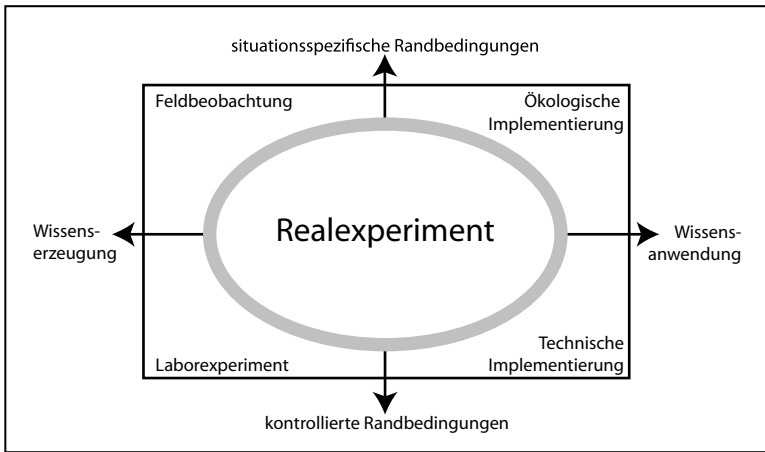 situationsspezifische Randbedingungen
Feldbeobachtung
Ökologische
Implementierung
Wissens-
erzeugung
Realexperiment
Wissens-
anwendung
Laborexperiment
Technische
Implementierung
kontrollierte Randbedingungen